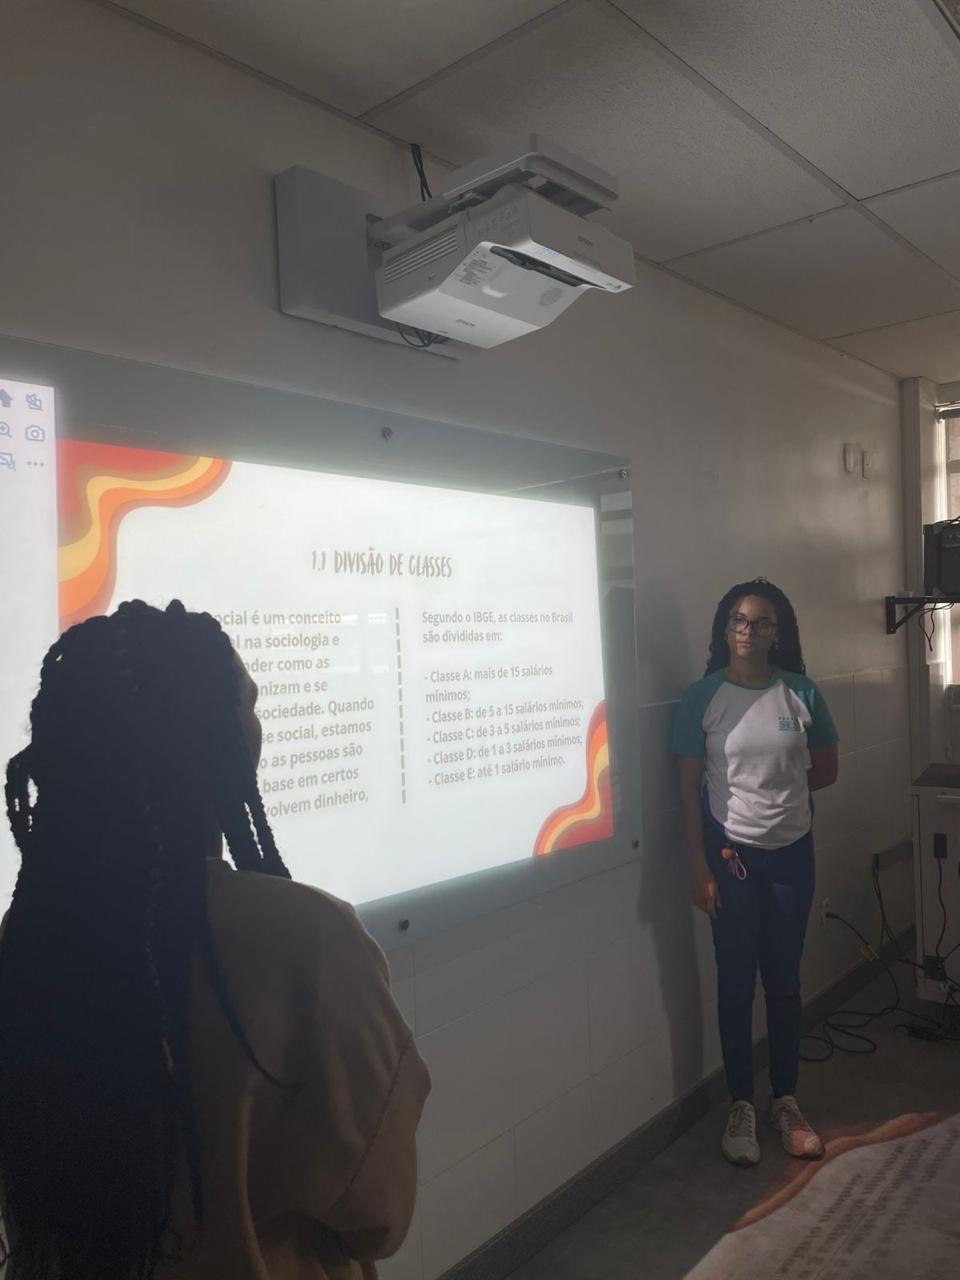 1.1 DIVISÃO DE CLASSES
ocial é um conceito
el na sociologia e
nder como as
nizam e se
sociedade. Quando
se social, estamos
o as pessoas são
base em certos
volvem dinheiro,
Segundo o IBGE, as classes no Brasil
são divididas em:
- Classe A: mais de 15 salários
mínimos;
- Classe B: de 5 a 15 salários mínimos;
- Classe C: de 3 a 5 salários mínimos;
- Classe D: de 1 a 3 salários mínimos;
- Classe E: até 1 salário mínimo.
EPSON
EPSON
SESI